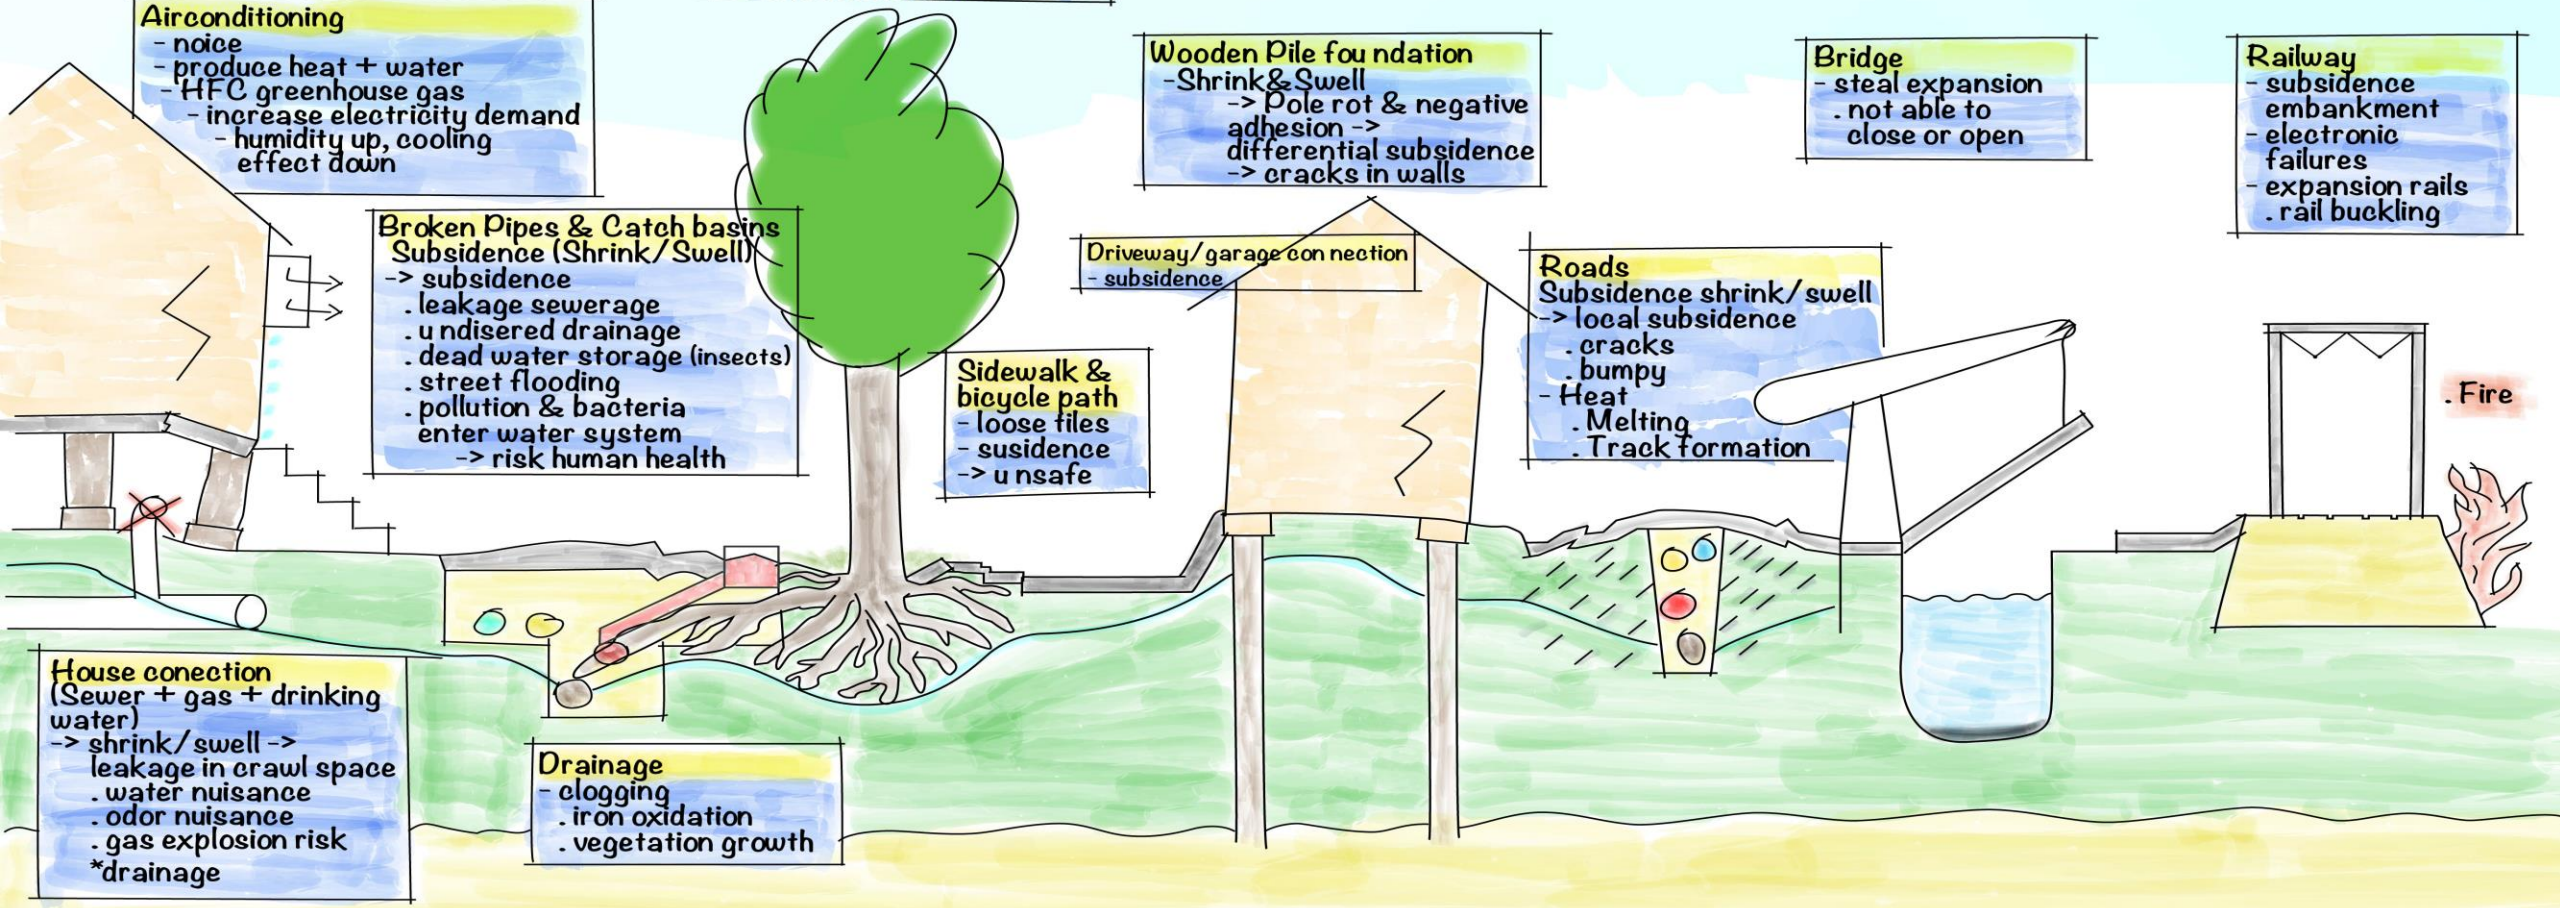 Airconditioning
- noice
- produce heat + water
- HFC greenhouse gas
- increase electricity demand
- humidity up, cooling
effect down
Broken Pipes & Catch basins
Subsidence (Shrink/Swell)
-> subsidence
. leakage sewerage
. undisered drainage
. dead water storage (insects)
. street flooding
. pollution & bacteria
enter water system
-> risk human health
Sidewalk &
bicycle path
- loose tiles
- susidence
-> unsafe
Wooden Pile foundation
-Shrink&Swell
-> Pole rot & negative
adhesion ->
differential subsidence
-> cracks in walls
Driveway/garage connection
- subsidence
Roads
Subsidence shrink/swell
-> local subsidence
. cracks
. bumpy
- Heat
. Melting
. Track formation
Bridge
- steal expansion
. not able to
close or open
Railway
- subsidence
embankment
- electronic
failures
- expansion rails
. rail buckling
. Fire
House conection
(Sewer + gas + drinking
water)
-> shrink/swell ->
leakage in crawl space
. water nuisance
. odor nuisance
. gas explosion risk
*drainage
Drainage
- clogging
. iron oxidation
. vegetation growth